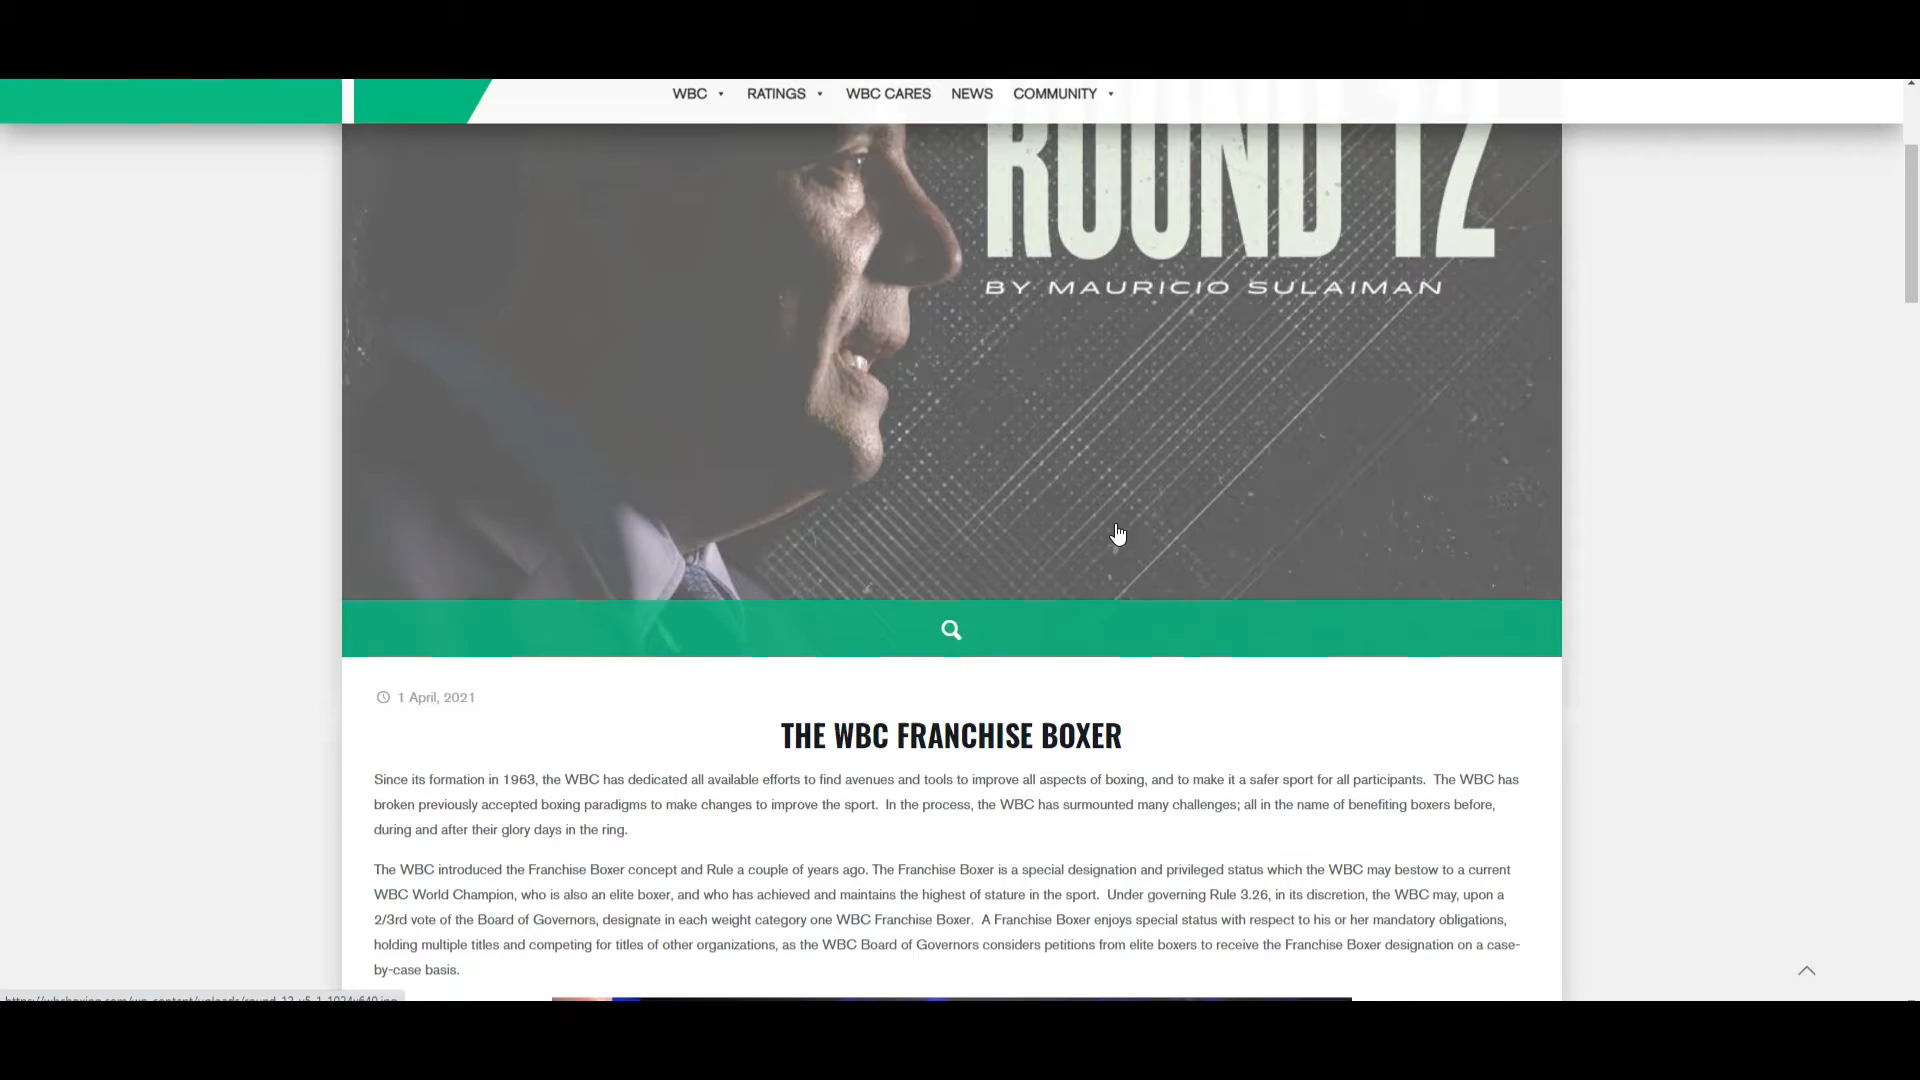 WBC RATINGS WBC CARES NEWS COMMUNITY
ROUND 12
BY MAURICIO SULAIMAN
1 April, 2021
THE WBC FRANCHISE BOXER
Since its formation in 1963, the WBC has dedicated all available efforts to find avenues and tools to improve all aspects of boxing, and to make it a safer sport for all participants. The WBC has
broken previously accepted boxing paradigms to make changes to improve the sport. In the process, the WBC has surmounted many challenges; all in the name of benefiting boxers before,
during and after their glory days in the ring.
The WBC introduced the Franchise Boxer concept and Rule a couple of years ago. The Franchise Boxer is a special designation and privileged status which the WBC may bestow to a current
WBC World Champion, who is also an elite boxer, and who has achieved and maintains the highest of stature in the sport. Under governing Rule 3.26, in its discretion, the WBC may, upon a
2/3rd vote of the Board of Governors, designate in each weight category one WBC Franchise Boxer. A Franchise Boxer enjoys special status with respect to his or her mandatory obligations,
holding multiple titles and competing for titles of other organizations, as the WBC Board of Governors considers petitions from elite boxers to receive the Franchise Boxer designation on a case-
by-case basis.